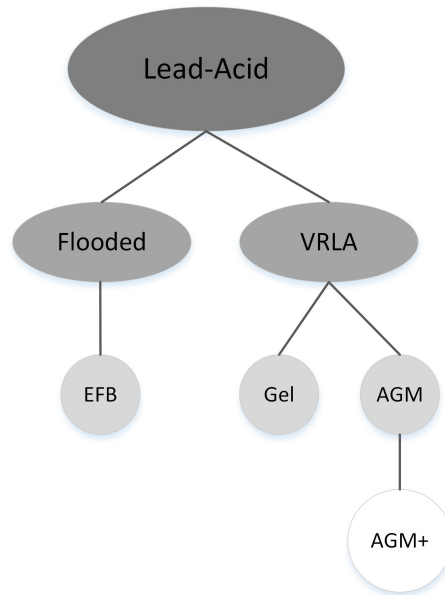 Lead-Acid
Flooded
VRLA
EFB
Gel
AGM
AGM+